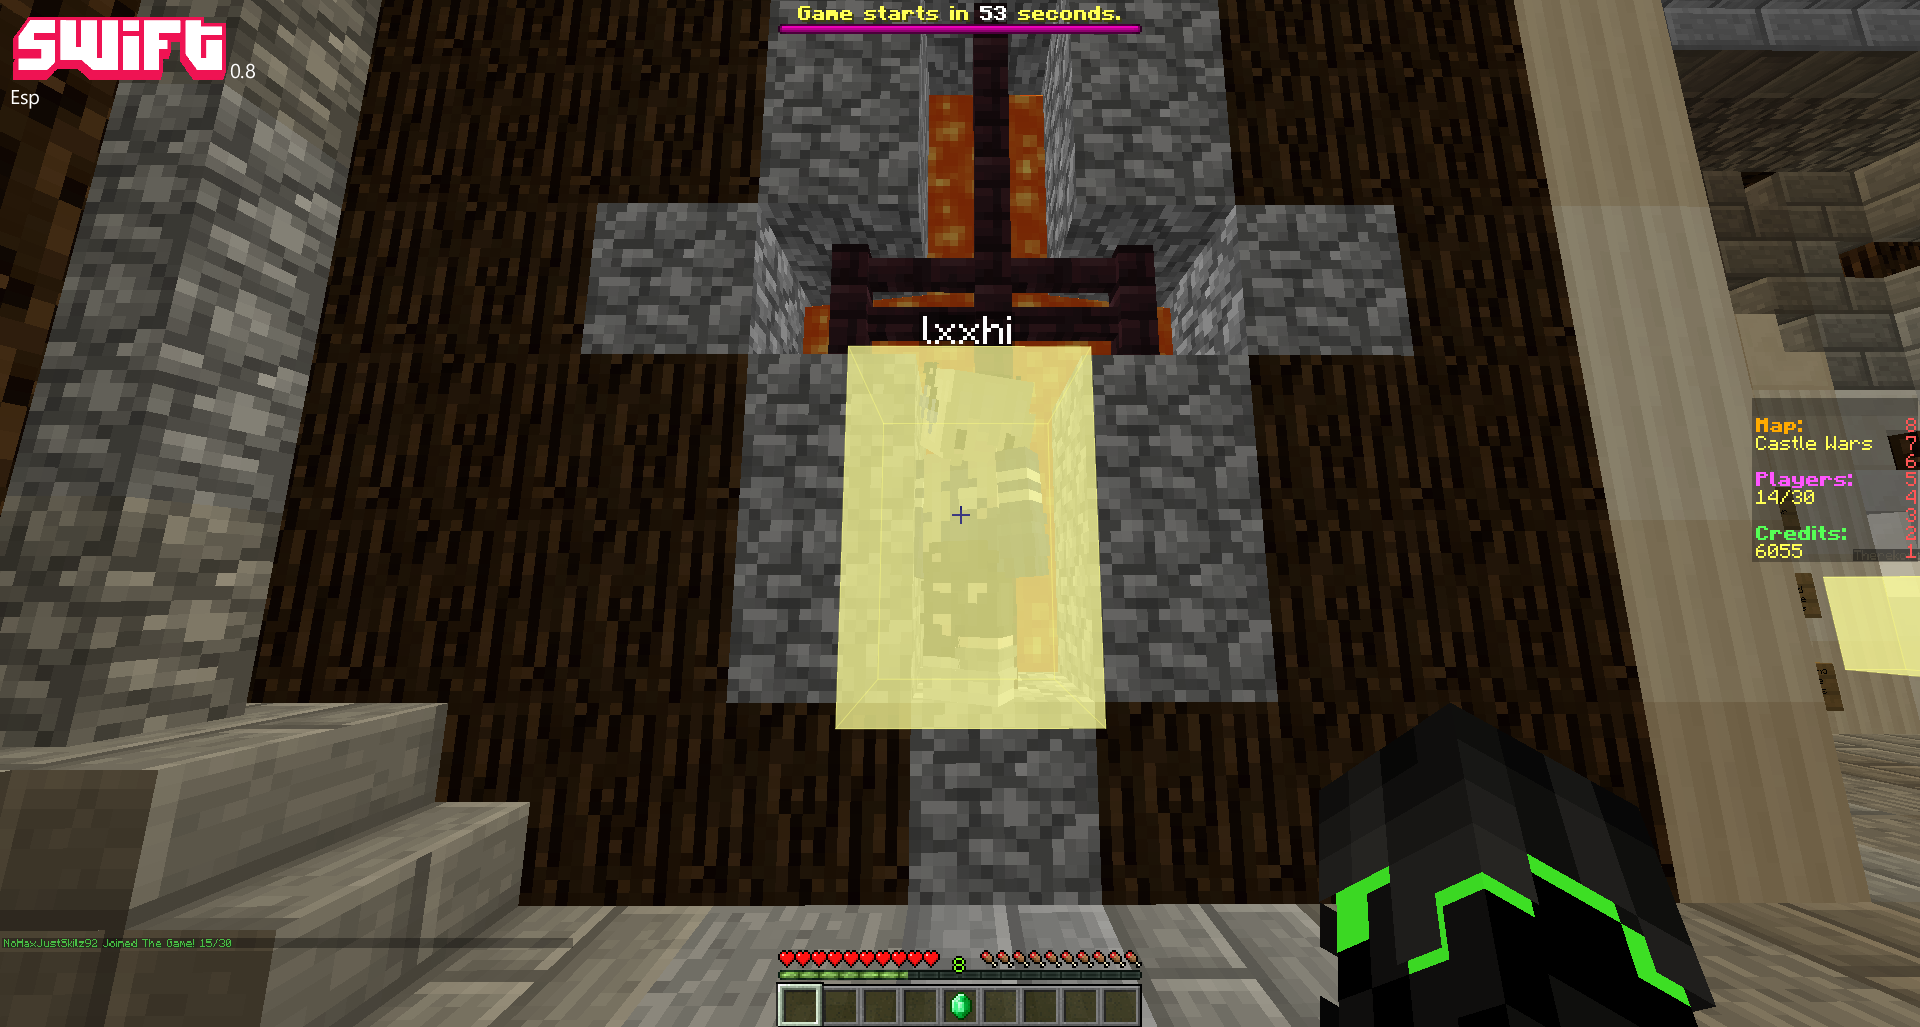 Game starts in 53 seconds.
SWIFT
0.8
Esp
lxxhi
Map: 8
Castle Wars 7
6
Players: 5
14/30 4
3
Credits: 2
6055 1
NoHaxJustSkilz92 Joined The Game! 15/30
8